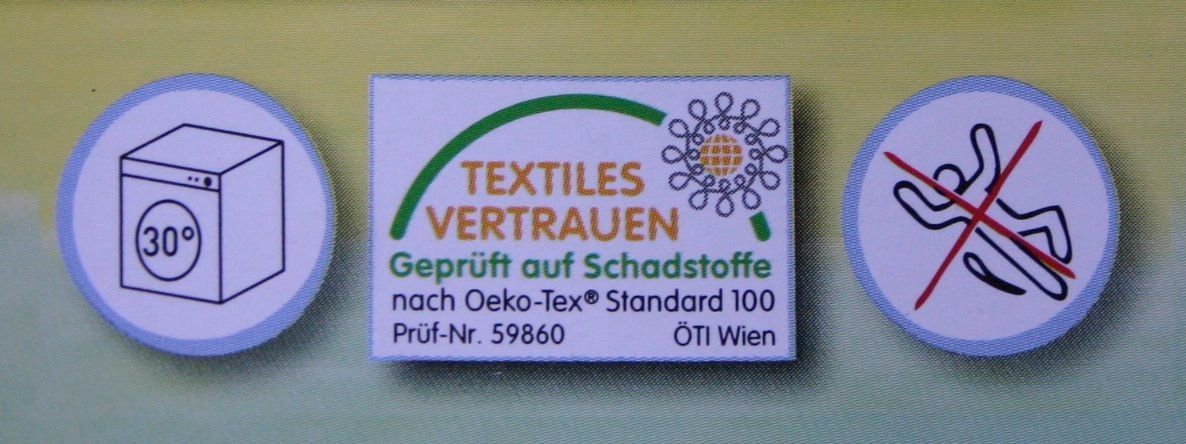 30°
TEXTILES
VERTRAUEN
Geprüft auf Schadstoffe
nach Oeko-Tex® Standard 100
Prüf-Nr. 59860 ÖTI Wien